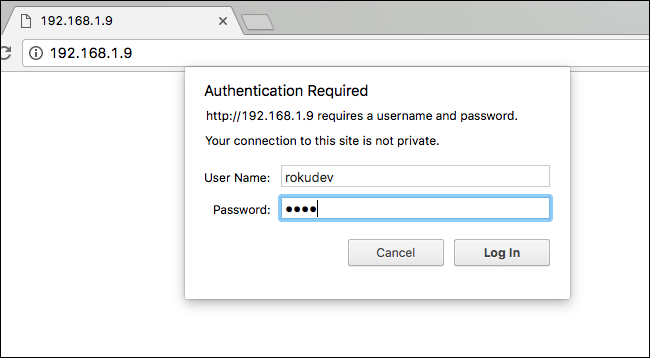 192.168.1.9
192.168.1.9
Authentication Required
http://192.168.1.9 requires a username and password.
Your connection to this site is not private.
User Name: rokudev
Password: ••••
Cancel Log In